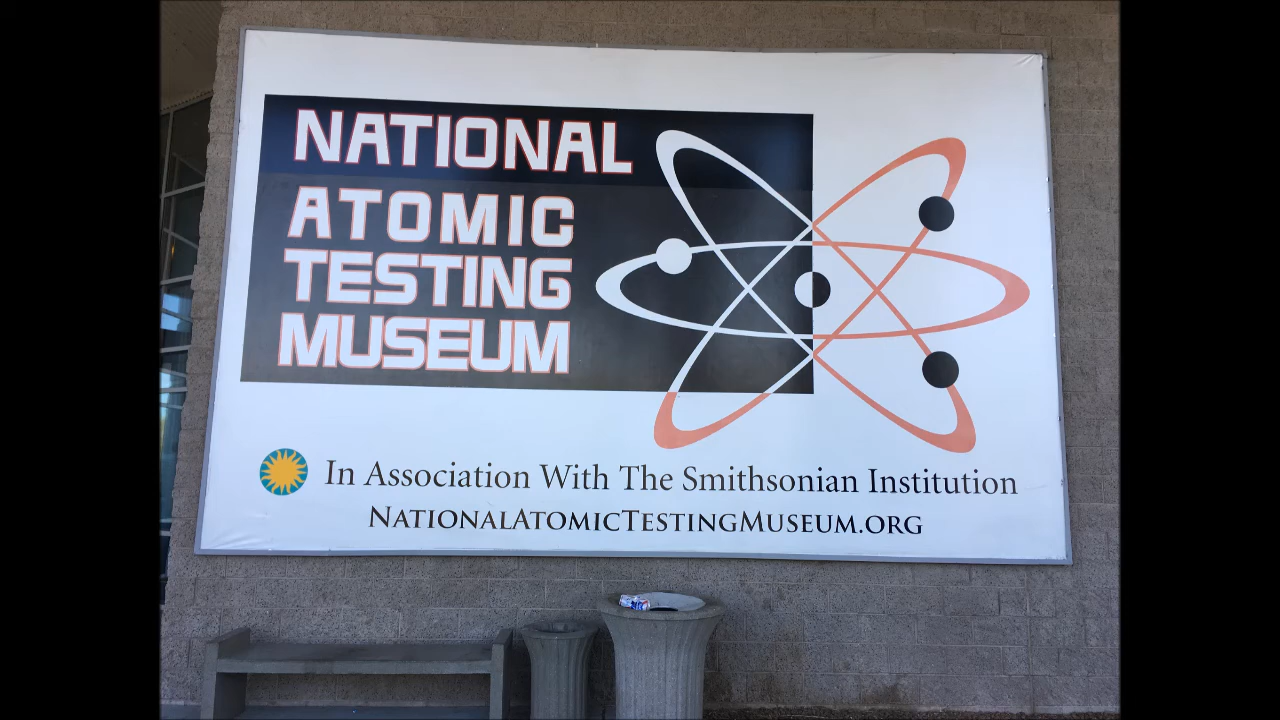 NATIONAL
ATOMIC
TESTING
MUSEUM
In Association With The Smithsonian Institution
NATIONALATOMICTESTINGMUSEUM.ORG